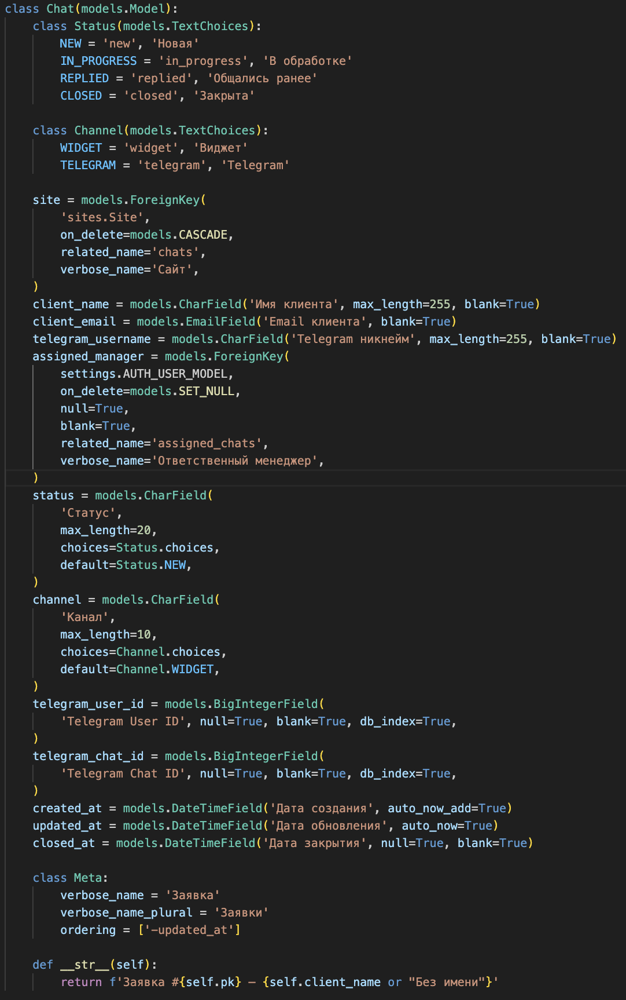 class Chat(models.Model):
    class Status(models.TextChoices):
        NEW = 'new', 'Новая'
        IN_PROGRESS = 'in_progress', 'В обработке'
        REPLIED = 'replied', 'Общались ранее'
        CLOSED = 'closed', 'Закрыта'

    class Channel(models.TextChoices):
        WIDGET = 'widget', 'Виджет'
        TELEGRAM = 'telegram', 'Telegram'

    site = models.ForeignKey(
        'sites.Site',
        on_delete=models.CASCADE,
        related_name='chats',
        verbose_name='Сайт',
    )
    client_name = models.CharField('Имя клиента', max_length=255, blank=True)
    client_email = models.EmailField('Email клиента', blank=True)
    telegram_username = models.CharField('Telegram никнейм', max_length=255, blank=True)
    assigned_manager = models.ForeignKey(
        settings.AUTH_USER_MODEL,
        on_delete=models.SET_NULL,
        null=True,
        blank=True,
        related_name='assigned_chats',
        verbose_name='Ответственный менеджер',
    )
    status = models.CharField(
        'Статус',
        max_length=20,
        choices=Status.choices,
        default=Status.NEW,
    )
    channel = models.CharField(
        'Канал',
        max_length=10,
        choices=Channel.choices,
        default=Channel.WIDGET,
    )
    telegram_user_id = models.BigIntegerField(
        'Telegram User ID', null=True, blank=True, db_index=True,
    )
    telegram_chat_id = models.BigIntegerField(
        'Telegram Chat ID', null=True, blank=True, db_index=True,
    )
    created_at = models.DateTimeField('Дата создания', auto_now_add=True)
    updated_at = models.DateTimeField('Дата обновления', auto_now=True)
    closed_at = models.DateTimeField('Дата закрытия', null=True, blank=True)

    class Meta:
        verbose_name = 'Заявка'
        verbose_name_plural = 'Заявки'
        ordering = ['-updated_at']

    def __str__(self):
        return f'Заявка #{self.pk} — {self.client_name or "Без имени"}'